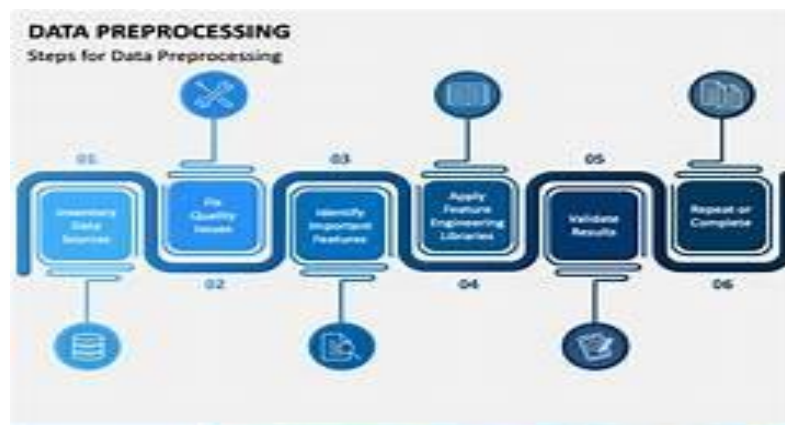 DATA PREPROCESSING
Steps for Data Preprocessing
01
Inventory
Data
Sources
02
Fix
Quality
Issues
03
Identify
Important
Features
04
Apply
Feature
Engineering
Libraries
05
Validate
Results
06
Repeat or
Complete